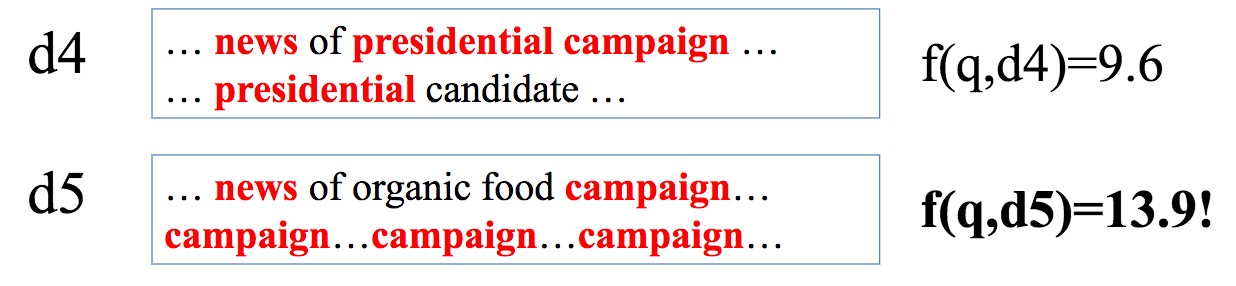 d4
… news of presidential campaign …
… presidential candidate …
f(q,d4)=9.6
d5
… news of organic food campaign…
campaign…campaign…campaign…
f(q,d5)=13.9!